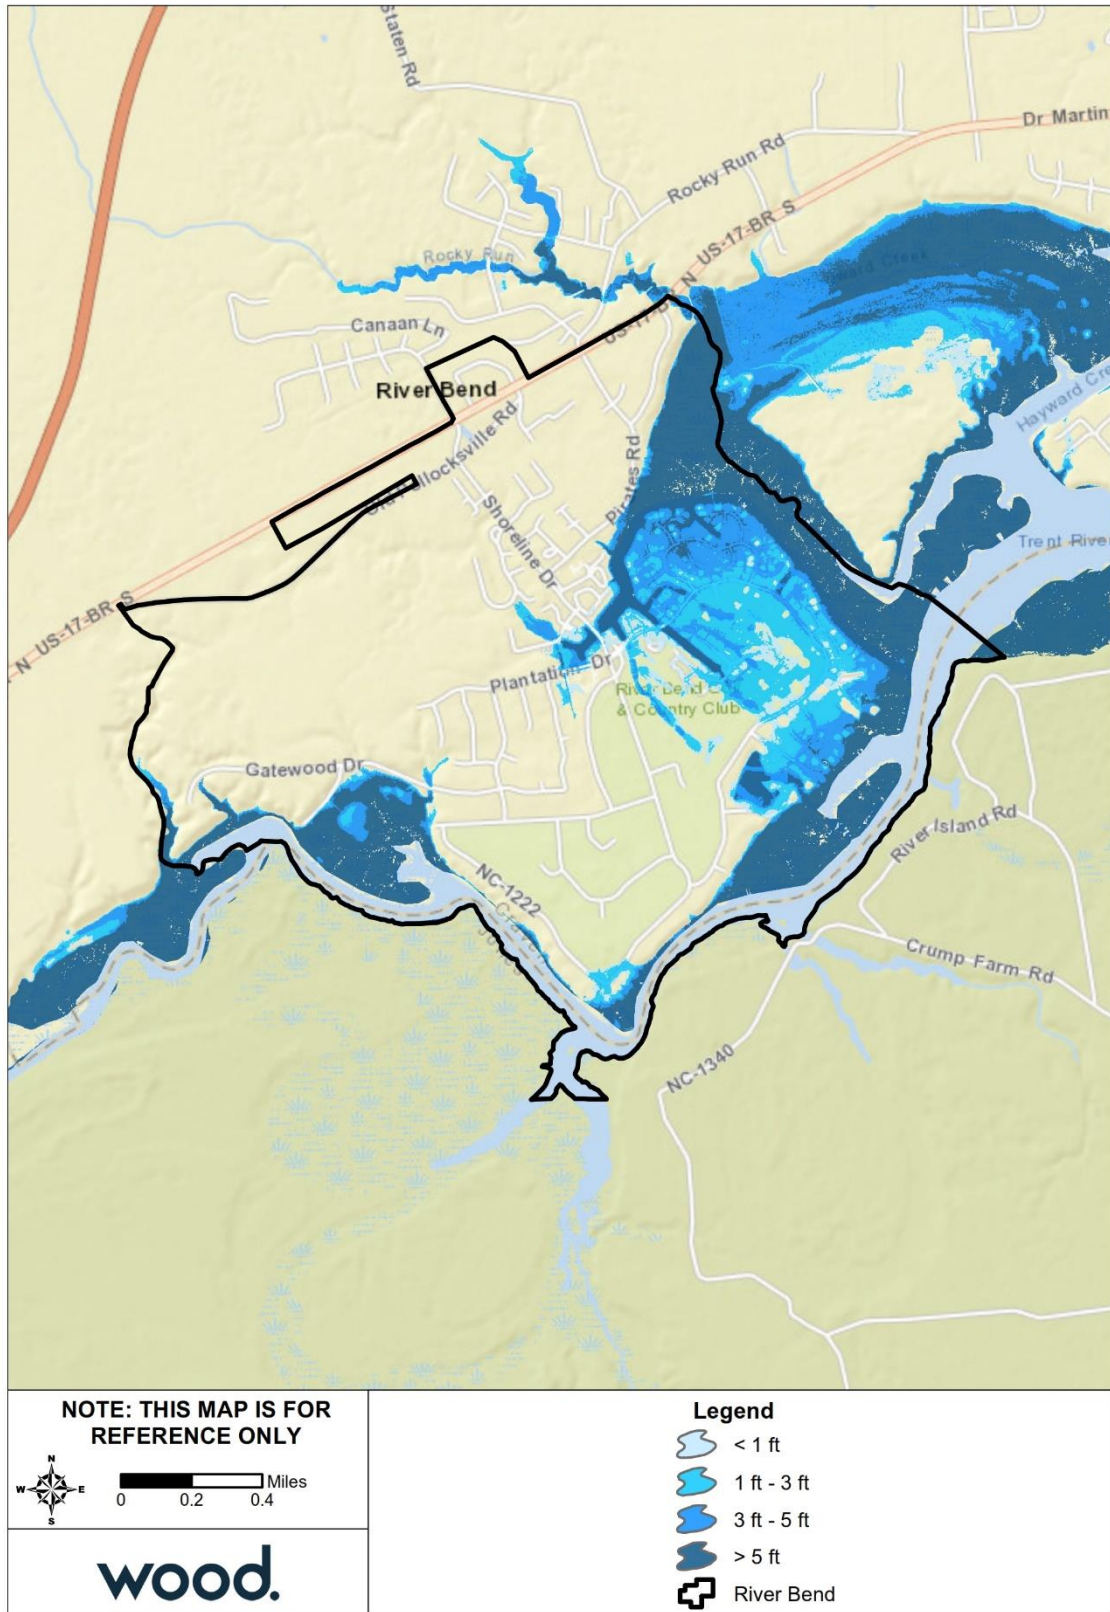 Staten Rd
Dr Martin
Rocky Run Rd
N US-17-BR S
Rocky Run
Canaan Ln
River Bend
Hayward Cre
Pirates Rd
Shoreline Dr
Trent River
N US-17-BR S
Plantation Dr
& Country Club
Gatewood Dr
River Island Rd
NC-1222
Crump Farm Rd
NC-1340
NOTE: THIS MAP IS FOR
REFERENCE ONLY
N
W E
S
Miles
0 0.2 0.4
wood.
Legend
< 1 ft
1 ft - 3 ft
3 ft - 5 ft
> 5 ft
River Bend